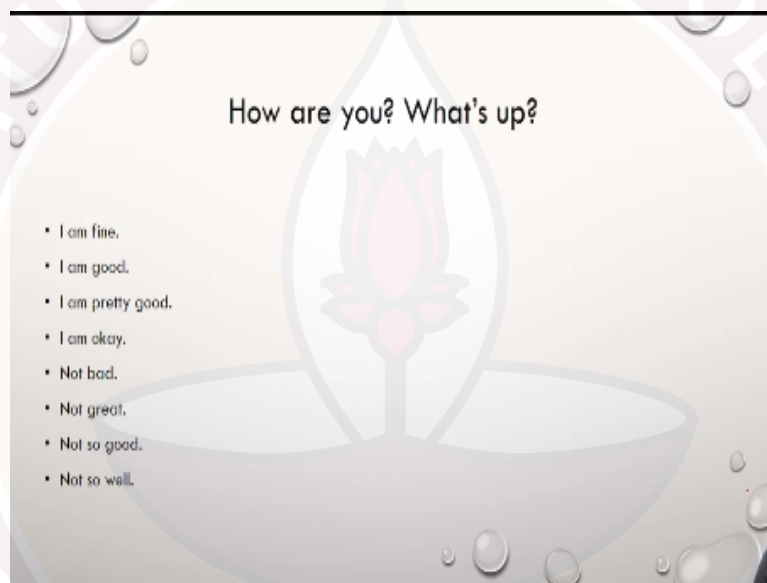 How are you? What's up?
• I am fine.
• I am good.
• I am pretty good.
• I am okay.
• Not bad.
• Not great.
• Not so good.
• Not so well.